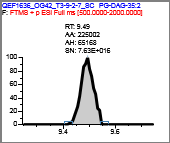 QEF1636_OG42_T3-9-2-7_SC PG-OAG-35:2
F: FTMS + p ESI Full ms [500.0000-2000.0000]
RT: 9.49
AA: 225002
AH: 65168
SN: 7.63E+016
100
80
60
40
20
0
9.4 9.6